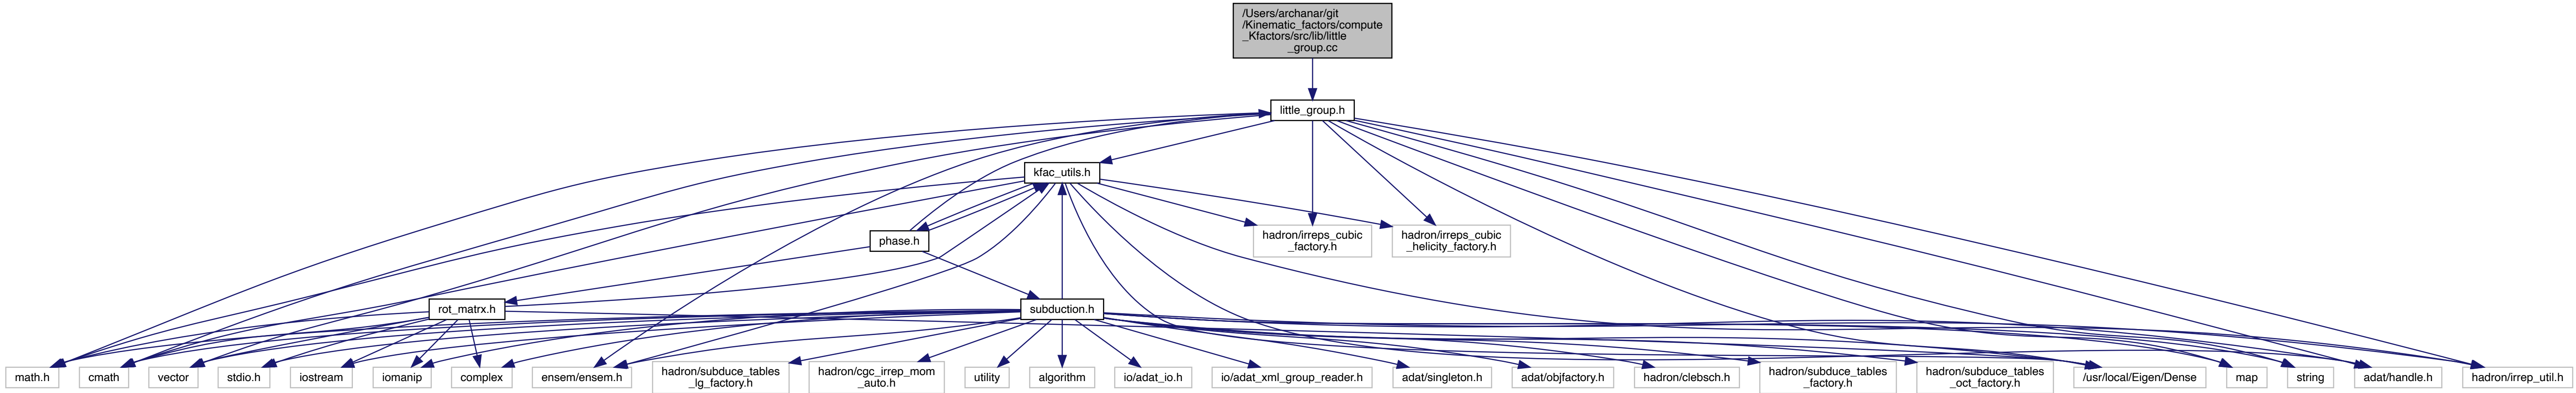 /Users/archanar/git
/Kinematic_factors/compute
_Kfactors/src/lib/little
_group.cc
little_group.h
kfac_utils.h
phase.h
hadron/irreps_cubic
_factory.h
hadron/irreps_cubic
_helicity_factory.h
rot_matrx.h
subduction.h
math.h
cmath
vector
stdio.h
iostream
iomanip
complex
ensem/ensem.h
hadron/subduce_tables
_lg_factory.h
hadron/cgc_irrep_mom
_auto.h
utility
algorithm
io/adat_io.h
io/adat_xml_group_reader.h
adat/singleton.h
adat/objfactory.h
hadron/clebsch.h
hadron/subduce_tables
_factory.h
hadron/subduce_tables
_oct_factory.h
/usr/local/Eigen/Dense
map
string
adat/handle.h
hadron/irrep_util.h